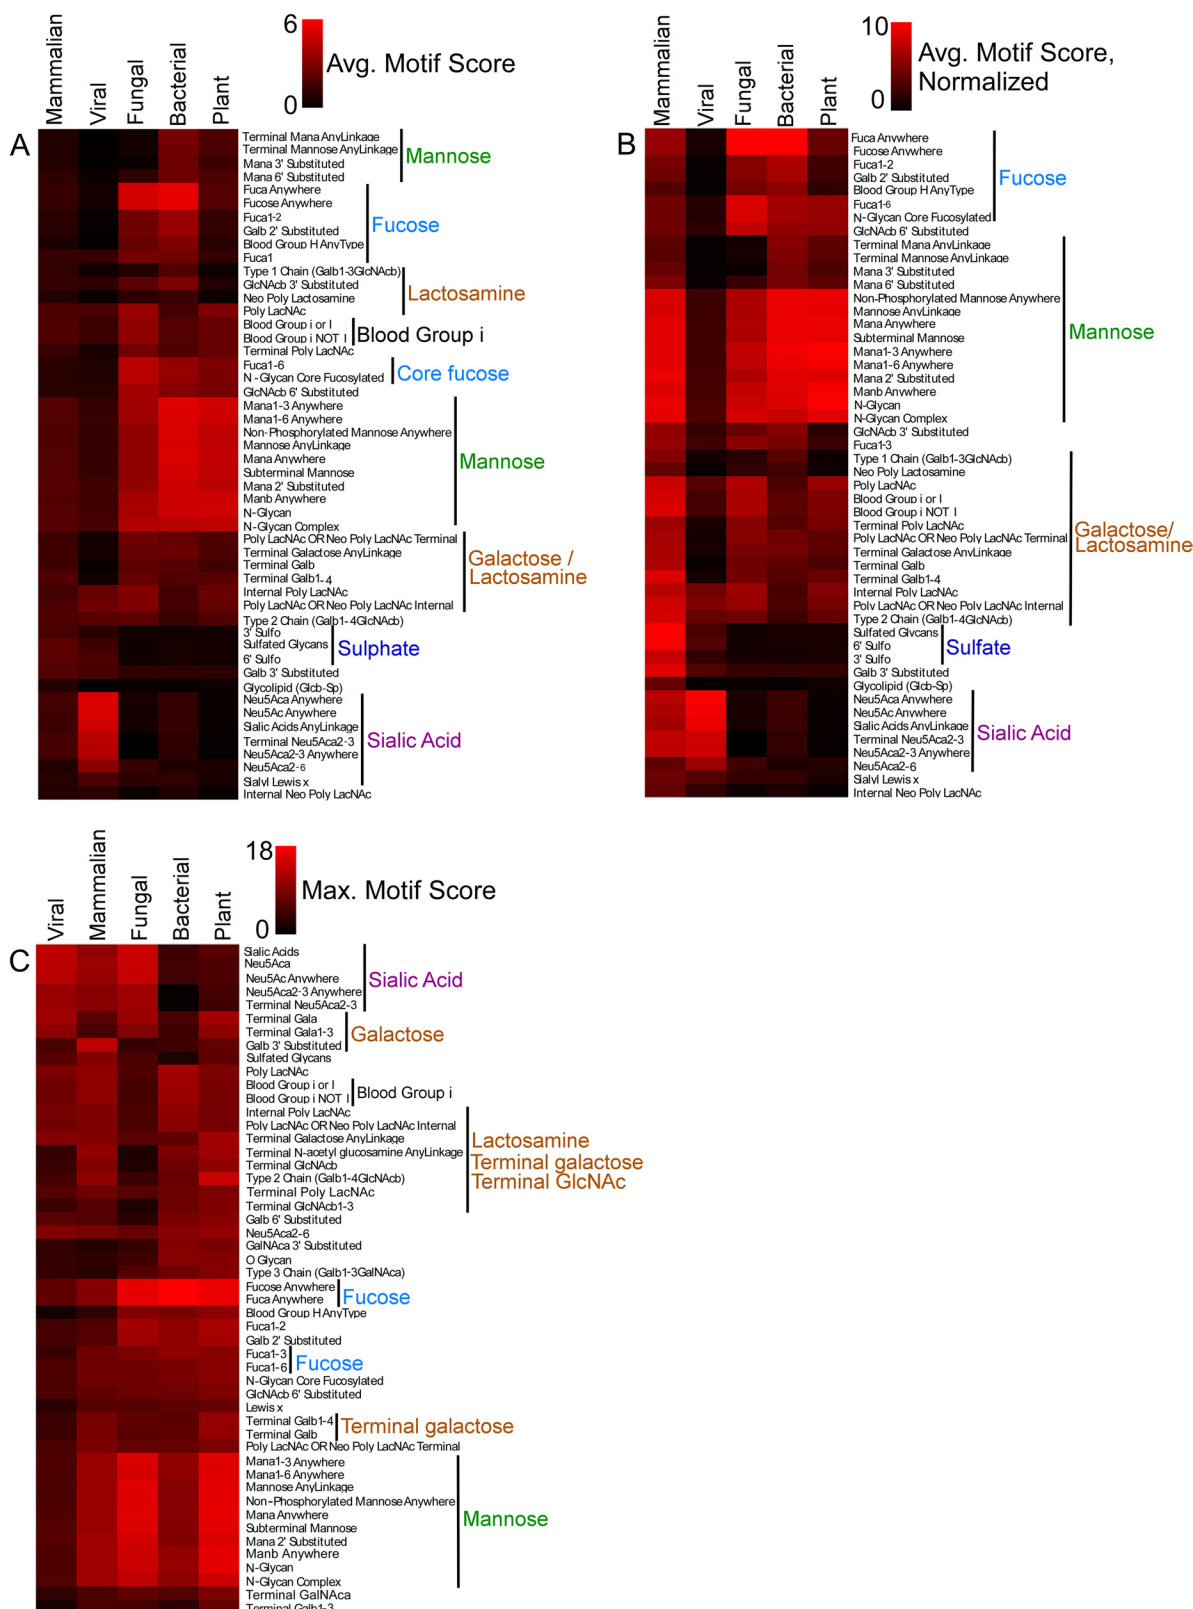 A
Mammalian
Viral
Fungal
Bacterial
Plant
6
0
Avg. Motif Score
Terminal Mana AnyLinkage
Terminal Mannose AnyLinkage
Mana 3' Substituted
Mana 6' Substituted
Mannose
Fuca Anywhere
Fucose Anywhere
Fuca1-2
Galb 2' Substituted
Blood Group H AnyType
Fuca1
Fucose
Type 1 Chain (Galb1-3GlcNAcb)
GlcNAcb 3' Substituted
Neo Poly Lactosamine
Poly LacNAc
Lactosamine
Blood Group i or I
Blood Group i NOT I
Blood Group i
Terminal Poly LacNAc
Fuca1-6
N-Glycan Core Fucosylated
Core fucose
GlcNAcb 6' Substituted
Mana1-3 Anywhere
Mana1-6 Anywhere
Non-Phosphorylated Mannose Anywhere
Mannose AnyLinkage
Mana Anywhere
Subterminal Mannose
Mana 2' Substituted
Manb Anywhere
N-Glycan
N-Glycan Complex
Mannose
Poly LacNAc OR Neo Poly LacNAc Terminal
Terminal Galactose AnyLinkage
Terminal Galb
Terminal Galb1-4
Internal Poly LacNAc
Poly LacNAc OR Neo Poly LacNAc Internal
Galactose /
Lactosamine
Type 2 Chain (Galb1-4GlcNAcb)
3' Sulfo
Sulfated Glycans
6' Sulfo
Sulphate
Galb 3' Substituted
Glycolipid (Glcb-Sp)
Neu5Aca Anywhere
Neu5Ac Anywhere
Sialic Acids AnyLinkage
Terminal Neu5Aca2-3
Neu5Aca2-3 Anywhere
Neu5Aca2-6
Sialic Acid
Sialyl Lewis x
Internal Neo Poly LacNAc
B
Mammalian
Viral
Fungal
Bacterial
Plant
10
0
Avg. Motif Score,
Normalized
Fuca Anywhere
Fucose Anywhere
Fuca1-2
Galb 2' Substituted
Blood Group H AnyType
Fuca1-6
N-Glycan Core Fucosylated
Fucose
GlcNAcb 6' Substituted
Terminal Mana AnyLinkage
Terminal Mannose AnyLinkage
Mana 3' Substituted
Mana 6' Substituted
Non-Phosphorylated Mannose Anywhere
Mannose AnyLinkage
Mana Anywhere
Subterminal Mannose
Mana1-3 Anywhere
Mana1-6 Anywhere
Mana 2' Substituted
Manb Anywhere
N-Glycan
N-Glycan Complex
Mannose
GlcNAcb 3' Substituted
Fuca1-3
Type 1 Chain (Galb1-3GlcNAcb)
Neo Poly Lactosamine
Poly LacNAc
Blood Group i or I
Blood Group i NOT I
Terminal Poly LacNAc
Poly LacNAc OR Neo Poly LacNAc Terminal
Terminal Galactose AnyLinkage
Terminal Galb
Terminal Galb1-4
Internal Poly LacNAc
Poly LacNAc OR Neo Poly LacNAc Internal
Type 2 Chain (Galb1-4GlcNAcb)
Galactose/
Lactosamine
Sulfated Glycans
6' Sulfo
3' Sulfo
Sulfate
Galb 3' Substituted
Glycolipid (Glcb-Sp)
Neu5Aca Anywhere
Neu5Ac Anywhere
Sialic Acids AnyLinkage
Terminal Neu5Aca2-3
Neu5Aca2-3 Anywhere
Neu5Aca2-6
Sialic Acid
Sialyl Lewis x
Internal Neo Poly LacNAc
C
Viral
Mammalian
Fungal
Bacterial
Plant
18
0
Max. Motif Score
Sialic Acids
Neu5Aca
Neu5Ac Anywhere
Neu5Aca2-3 Anywhere
Terminal Neu5Aca2-3
Sialic Acid
Terminal Gala
Terminal Gala1-3
Galb 3' Substituted
Galactose
Sulfated Glycans
Poly LacNAc
Blood Group i or I
Blood Group i NOT I
Blood Group i
Internal Poly LacNAc
Poly LacNAc OR Neo Poly LacNAc Internal
Terminal Galactose AnyLinkage
Terminal N-acetyl glucosamine AnyLinkage
Terminal GlcNAcb
Type 2 Chain (Galb1-4GlcNAcb)
Terminal Poly LacNAc
Terminal GlcNAcb1-3
Lactosamine
Terminal galactose
Terminal GlcNAc
Galb 6' Substituted
Neu5Aca2-6
GalNAca 3' Substituted
O Glycan
Type 3 Chain (Galb1-3GalNAca)
Fucose Anywhere
Fuca Anywhere
Fucose
Blood Group H AnyType
Fuca1-2
Galb 2' Substituted
Fuca1-3
Fuca1-6
Fucose
N-Glycan Core Fucosylated
GlcNAcb 6' Substituted
Lewis x
Terminal Galb1-4
Terminal Galb
Terminal galactose
Poly LacNAc OR Neo Poly LacNAc Terminal
Mana1-3 Anywhere
Mana1-6 Anywhere
Mannose AnyLinkage
Non-Phosphorylated Mannose Anywhere
Mana Anywhere
Subterminal Mannose
Mana 2' Substituted
Manb Anywhere
N-Glycan
N-Glycan Complex
Mannose
Terminal GalNAca
Terminal Galb1-3